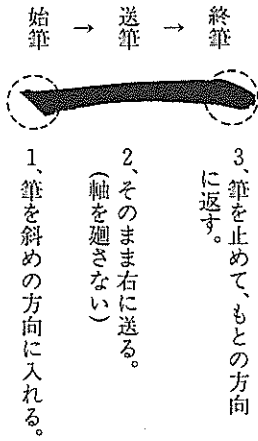 始筆 → 送筆 → 終筆
3、筆を止めて、もとの方向
に返す。
2、そのまま右に送る。
(軸を廻さない)
1、筆を斜めの方向に入れる。